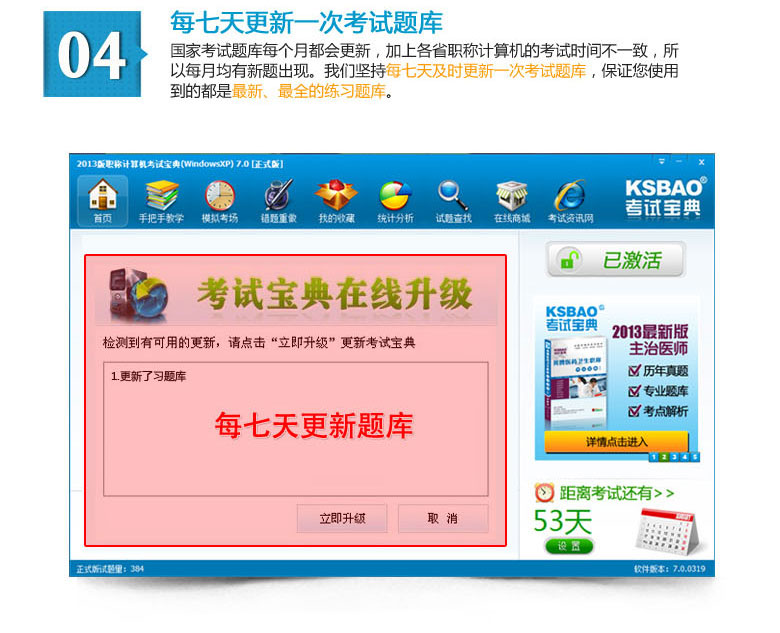 04
每七天更新一次考试题库
国家考试题库每个月都会更新，加上各省职称计算机的考试时间不一致，所
以每月均有新题出现。我们坚持每七天及时更新一次考试题库，保证您使用
到的都是最新、最全的练习题库。
2013版职称计算机考试宝典(WindowsXP) 7.0 [正式版]
首页 手把手教学 模拟考场 错题重做 我的收藏 统计分析 试题查找 在线商城 考试资讯网
KSBAO®
考试宝典
已激活
考试宝典在线升级
检测到有可用的更新，请点击“立即升级”更新考试宝典
1.更新了习题库
每七天更新题库
立即升级 取 消
KSBAO®
考试宝典
2013最新版
主治医师
历年真题
专业题库
考点解析
详情点击进入
1 2 3 4 5
距离考试还有>>
53天
设 置
正式版试题量：384
软件版本：7.0.0319